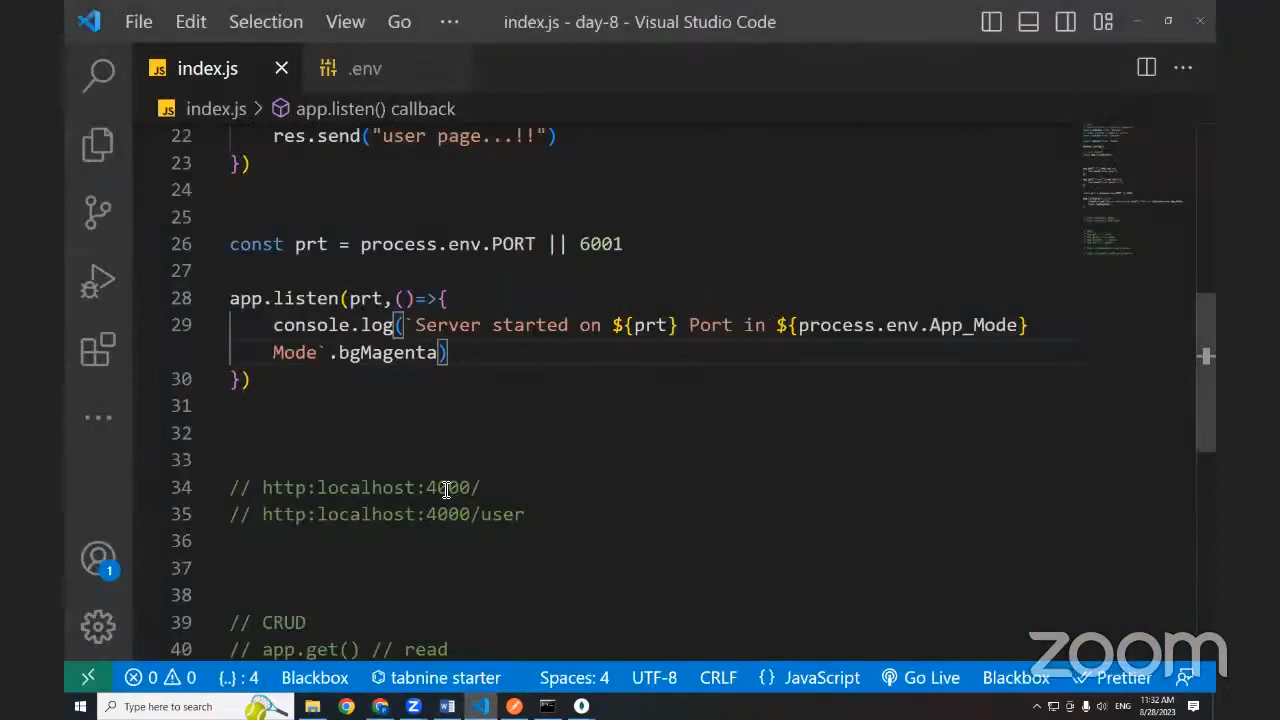 File Edit Selection View Go ··· index.js - day-8 - Visual Studio Code
JS index.js .env
JS index.js > app.listen() callback
22 res.send("user page...!!")
23 })
24
25
26 const prt = process.env.PORT || 6001
27
28 app.listen(prt,()=>{
29 console.log(`Server started on ${prt} Port in ${process.env.App_Mode}
Mode`.bgMagenta)
30 })
31
32
33
34 // http:localhost:4000/
35 // http:localhost:4000/user
36
37
38
39 // CRUD
40 // app.get() // read
1
zoom
0 0 {..} : 4 Blackbox tabnine starter Spaces: 4 UTF-8 CRLF {} JavaScript Go Live Blackbox Prettier
Type here to search
ENG
11:32 AM
8/28/2023